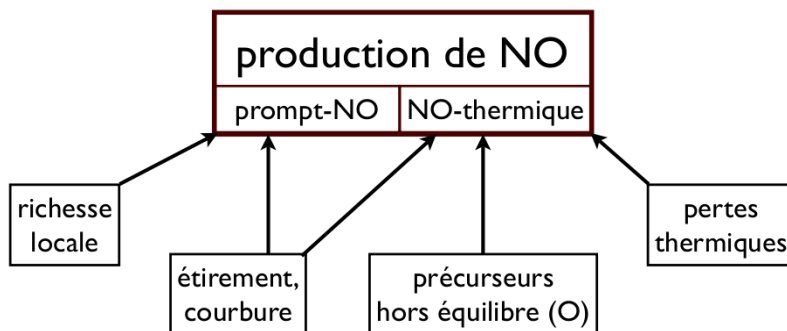 production de NO
prompt-NO
NO-thermique
richesse
locale
étirement,
courbure
précurseurs
hors équilibre (O)
pertes
thermiques